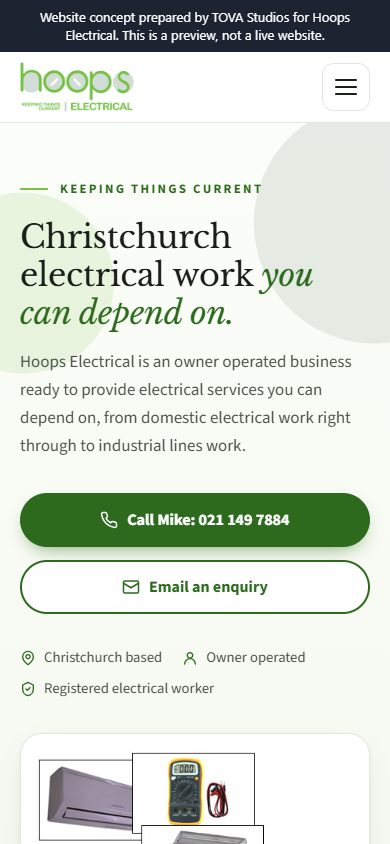 Website concept prepared by TOVA Studios for Hoops
Electrical. This is a preview, not a live website.
hoops
KEEPING THINGS CURRENT | ELECTRICAL
KEEPING THINGS CURRENT
Christchurch
electrical work you
can depend on.
Hoops Electrical is an owner operated business
ready to provide electrical services you can
depend on, from domestic electrical work right
through to industrial lines work.
Call Mike: 021 149 7884
Email an enquiry
Christchurch based
Owner operated
Registered electrical worker